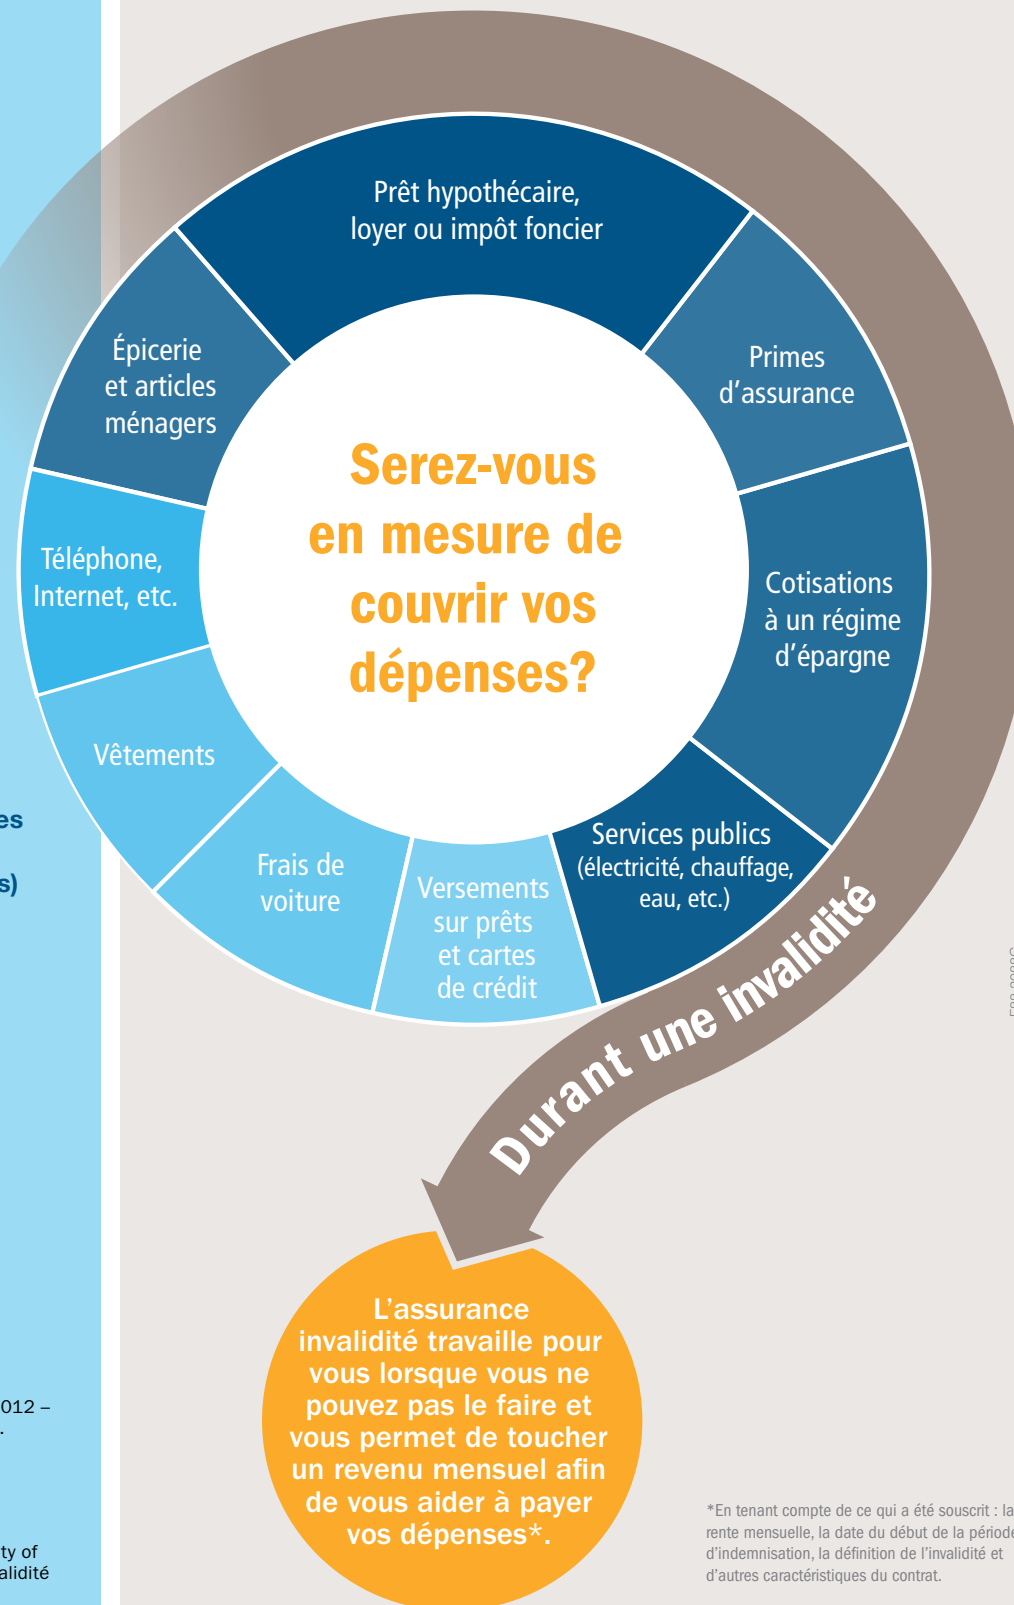 Prêt hypothécaire,
loyer ou impôt foncier
Primes
d’assurance
Cotisations
à un régime
d’épargne
Services publics
(électricité, chauffage,
eau, etc.)
Versements
sur prêts
et cartes
de crédit
Frais de
voiture
Vêtements
Téléphone,
Internet, etc.
Épicerie
et articles
ménagers
Serez-vous
en mesure de
couvrir vos
dépenses?
Durant une invalidité
L’assurance
invalidité travaille pour
vous lorsque vous ne
pouvez pas le faire et
vous permet de toucher
un revenu mensuel afin
de vous aider à payer
vos dépenses*.
*En tenant compte de ce qui a été souscrit : la
rente mensuelle, la date du début de la période
d’indemnisation, la définition de l’invalidité et
d’autres caractéristiques du contrat.
es
s)
012 –
.
ty of
alidité